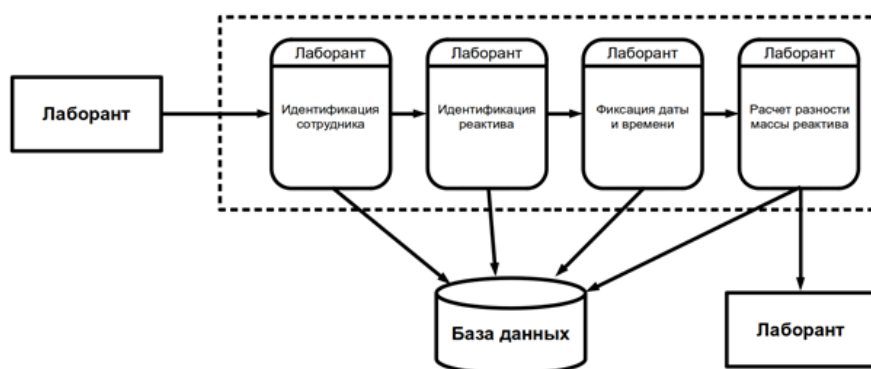 Лаборант
Лаборант
Идентификация
сотрудника
Лаборант
Идентификация
реактива
Лаборант
Фиксация даты
и времени
Лаборант
Расчет разности
массы реактива
База данных
Лаборант